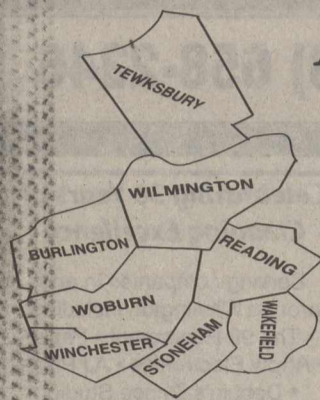 TEWKSBURY
WILMINGTON
BURLINGTON
READING
WOBURN
WAKEFIELD
WINCHESTER
STONEHAM